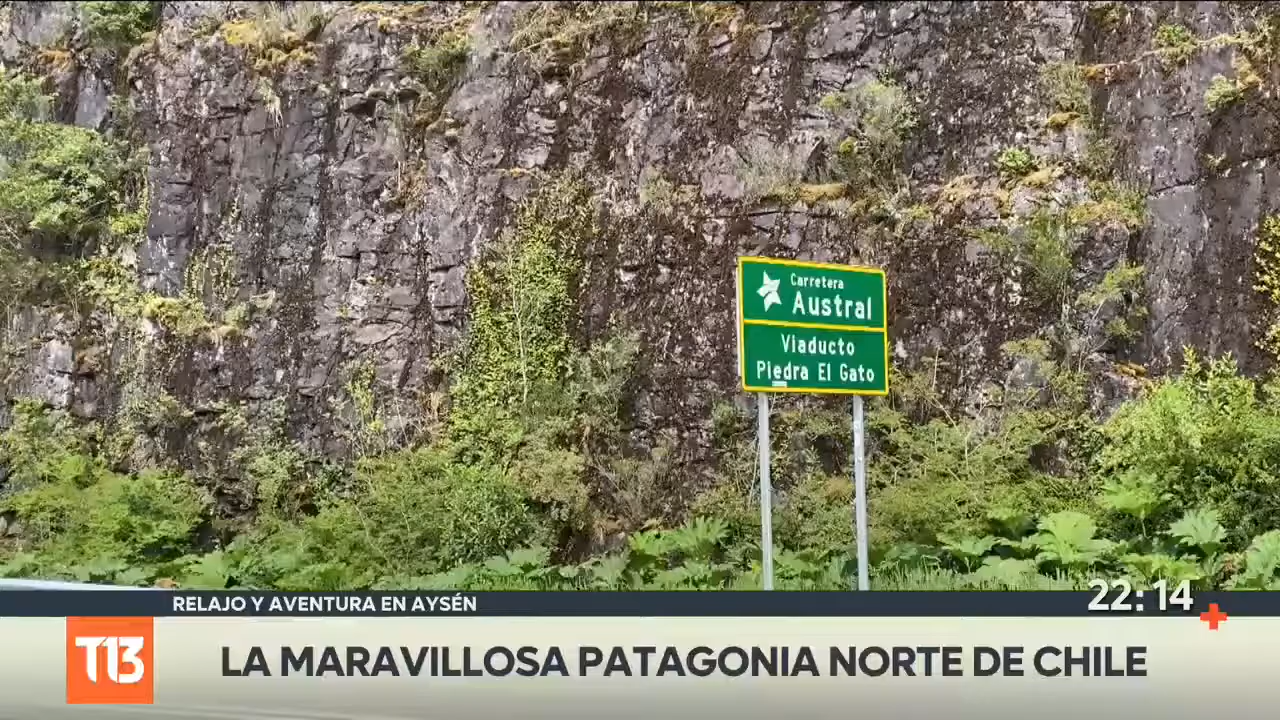 Carretera
Austral
Viaducto
Piedra El Gato
RELAJO Y AVENTURA EN AYSÉN
22:14
T13
LA MARAVILLOSA PATAGONIA NORTE DE CHILE